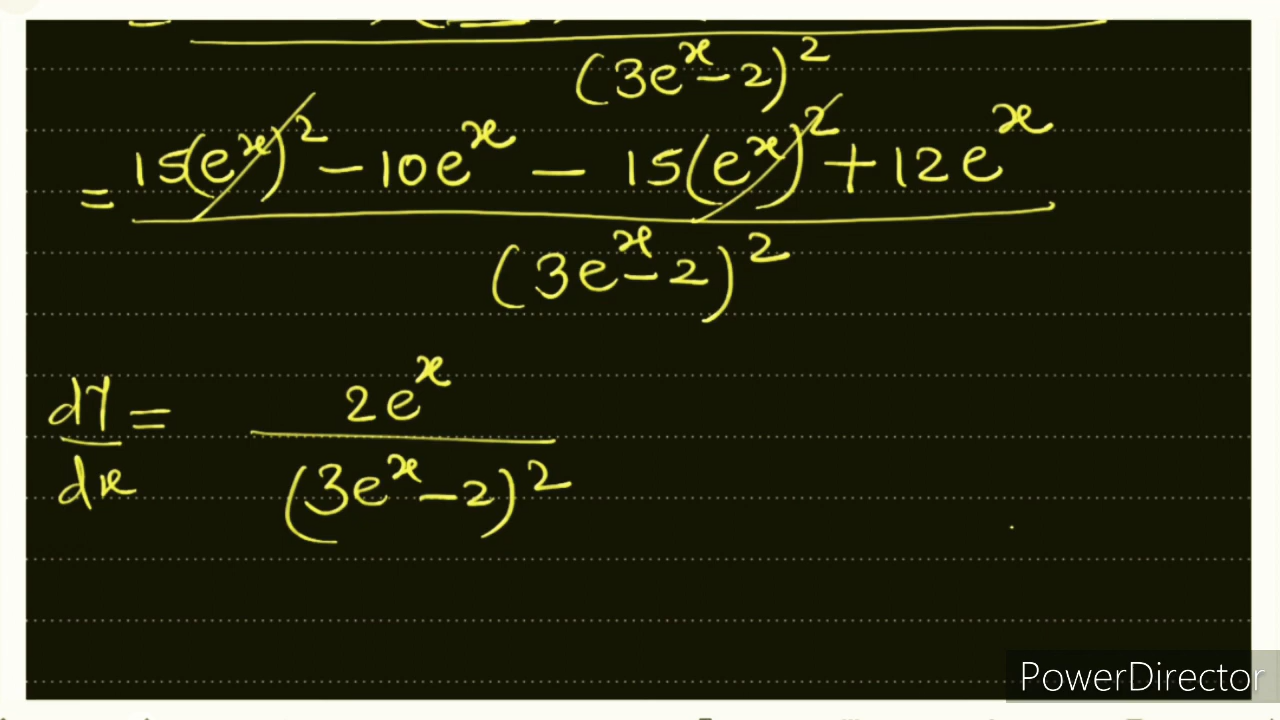 (3e^x - 2)^2
= 15(e^x)^2 - 10e^x - 15(e^x)^2 + 12e^x
(3e^x - 2)^2
dy/dx = 2e^x
(3e^x - 2)^2
PowerDirector